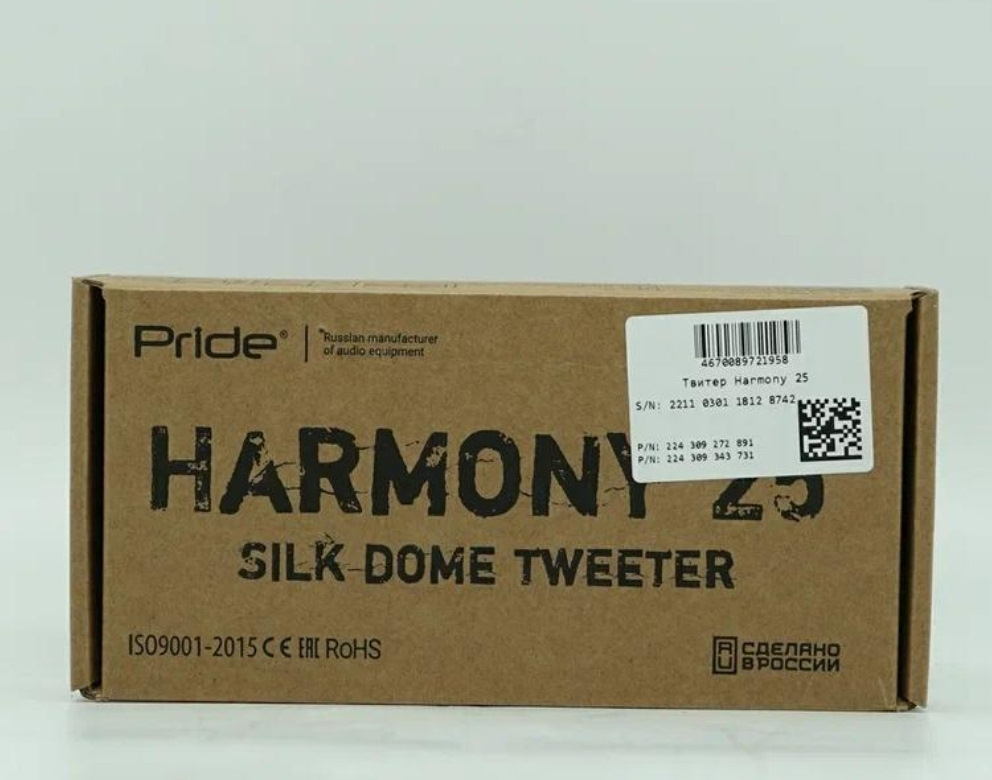 Pride®
"Russian manufacturer
of audio equipment
4670089721958
Твитер Harmony 25
S/N: 2211 0301 1812 8742
P/N: 224 309 272 891
P/N: 224 309 343 731
HARMONY 25
SILK DOME TWEETER
ISO9001-2015 CE EAC RoHS
СДЕЛАНО
В РОССИИ